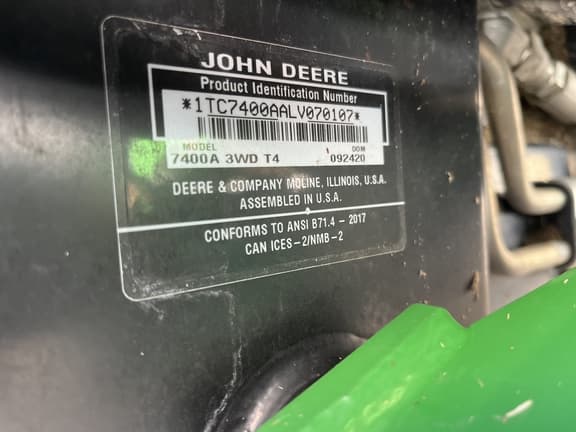 JOHN DEERE
Product Identification Number
*1TC7400AALV070107*
MODEL DOM
7400A 3WD T4 092420
DEERE & COMPANY MOLINE, ILLINOIS, U.S.A.
ASSEMBLED IN U.S.A.
CONFORMS TO ANSI B71.4 – 2017
CAN ICES–2/NMB–2